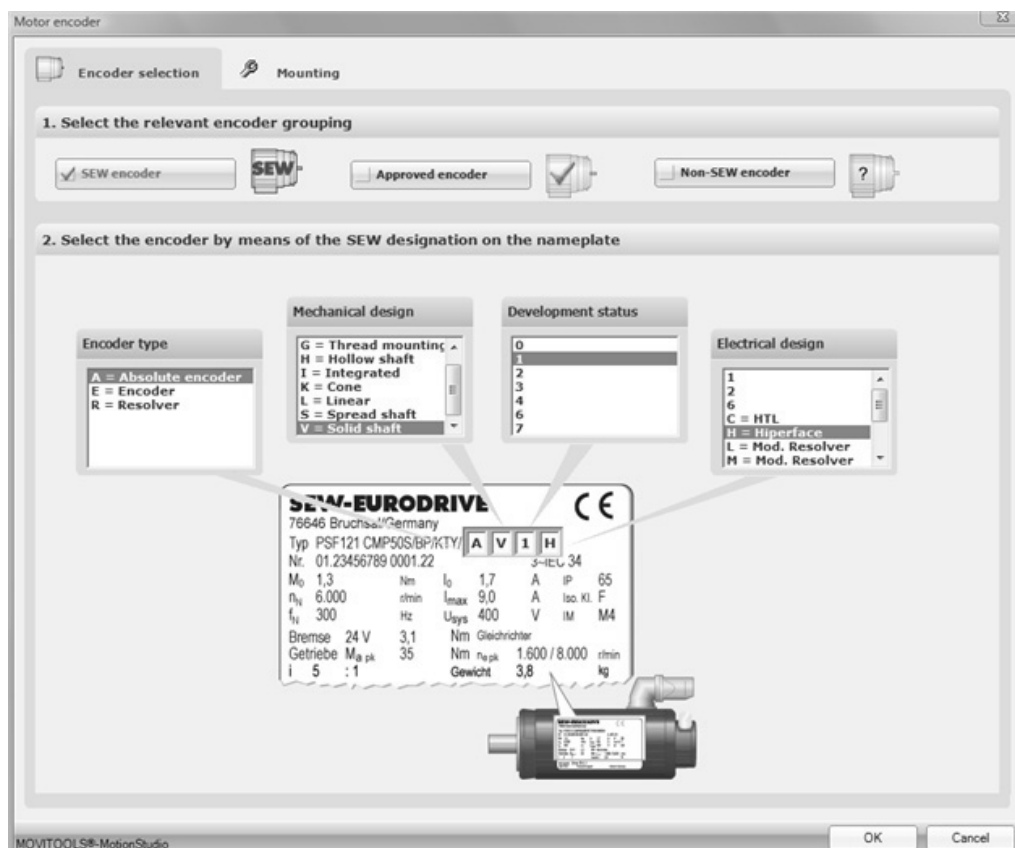 Motor encoder
Encoder selection
Mounting
1. Select the relevant encoder grouping
SEW encoder
SEW
Approved encoder
Non-SEW encoder
?
2. Select the encoder by means of the SEW designation on the nameplate
Encoder type
A = Absolute encoder
E = Encoder
R = Resolver
Mechanical design
G = Thread mounting
H = Hollow shaft
I = Integrated
K = Cone
L = Linear
S = Spread shaft
V = Solid shaft
Development status
0
1
2
3
4
6
7
Electrical design
1
2
6
C = HTL
H = Hiperface
L = Mod. Resolver
M = Mod. Resolver
SEW-EURODRIVE CE
76646 Bruchsal/Germany
Typ PSF121 CMP50S/BP/KTY/ A V 1 H
Nr. 01.23456789 0001.22 3~IEC 34
M0 1,3 Nm I0 1,7 A IP 65
nN 6.000 r/min Imax 9,0 A Iso. Kl. F
fN 300 Hz Usys 400 V IM M4
Bremse 24 V 3,1 Nm Gleichrichter
Getriebe Ma pk 35 Nm ne pk 1.600 / 8.000 r/min
i 5 :1 Gewicht 3,8 kg
MOVITOOLS®-MotionStudio
OK
Cancel